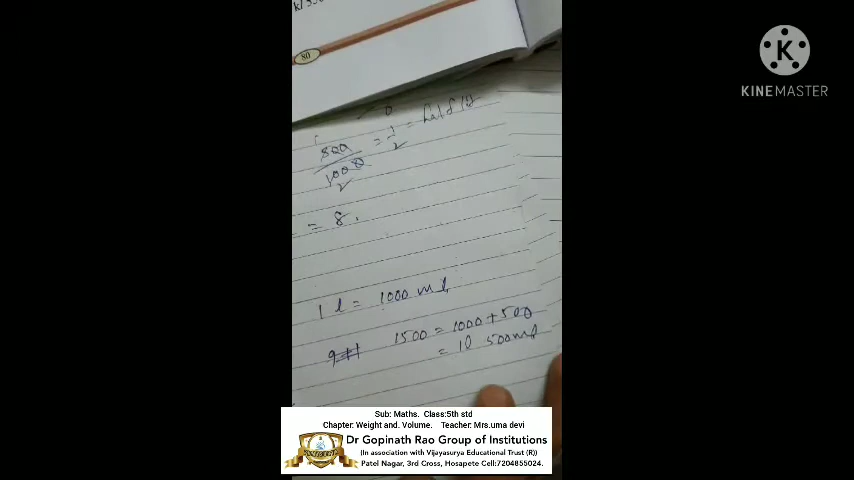 80
KINEMASTER
500
1000
= 1/2 = half
= 8.
1 l = 1000 ml
1500 = 1000 + 500
= 1l 500ml
Sub: Maths. Class:5th std
Chapter: Weight and. Volume. Teacher: Mrs.uma devi
Dr Gopinath Rao Group of Institutions
(In association with Vijayasurya Educational Trust (R))
Patel Nagar, 3rd Cross, Hosapete Cell:7204855024.